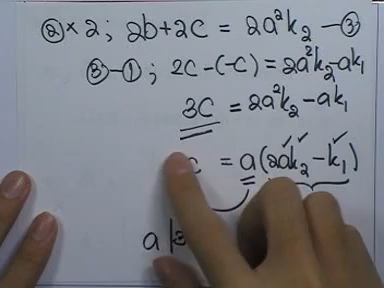 ②×2; 2b+2c = 2a²k₂ —③
③—①; 2c-(-c)=2a²k₂-ak₁
3c = 2a²k₂-ak₁
c = a(2ak₂-k₁)
a |3